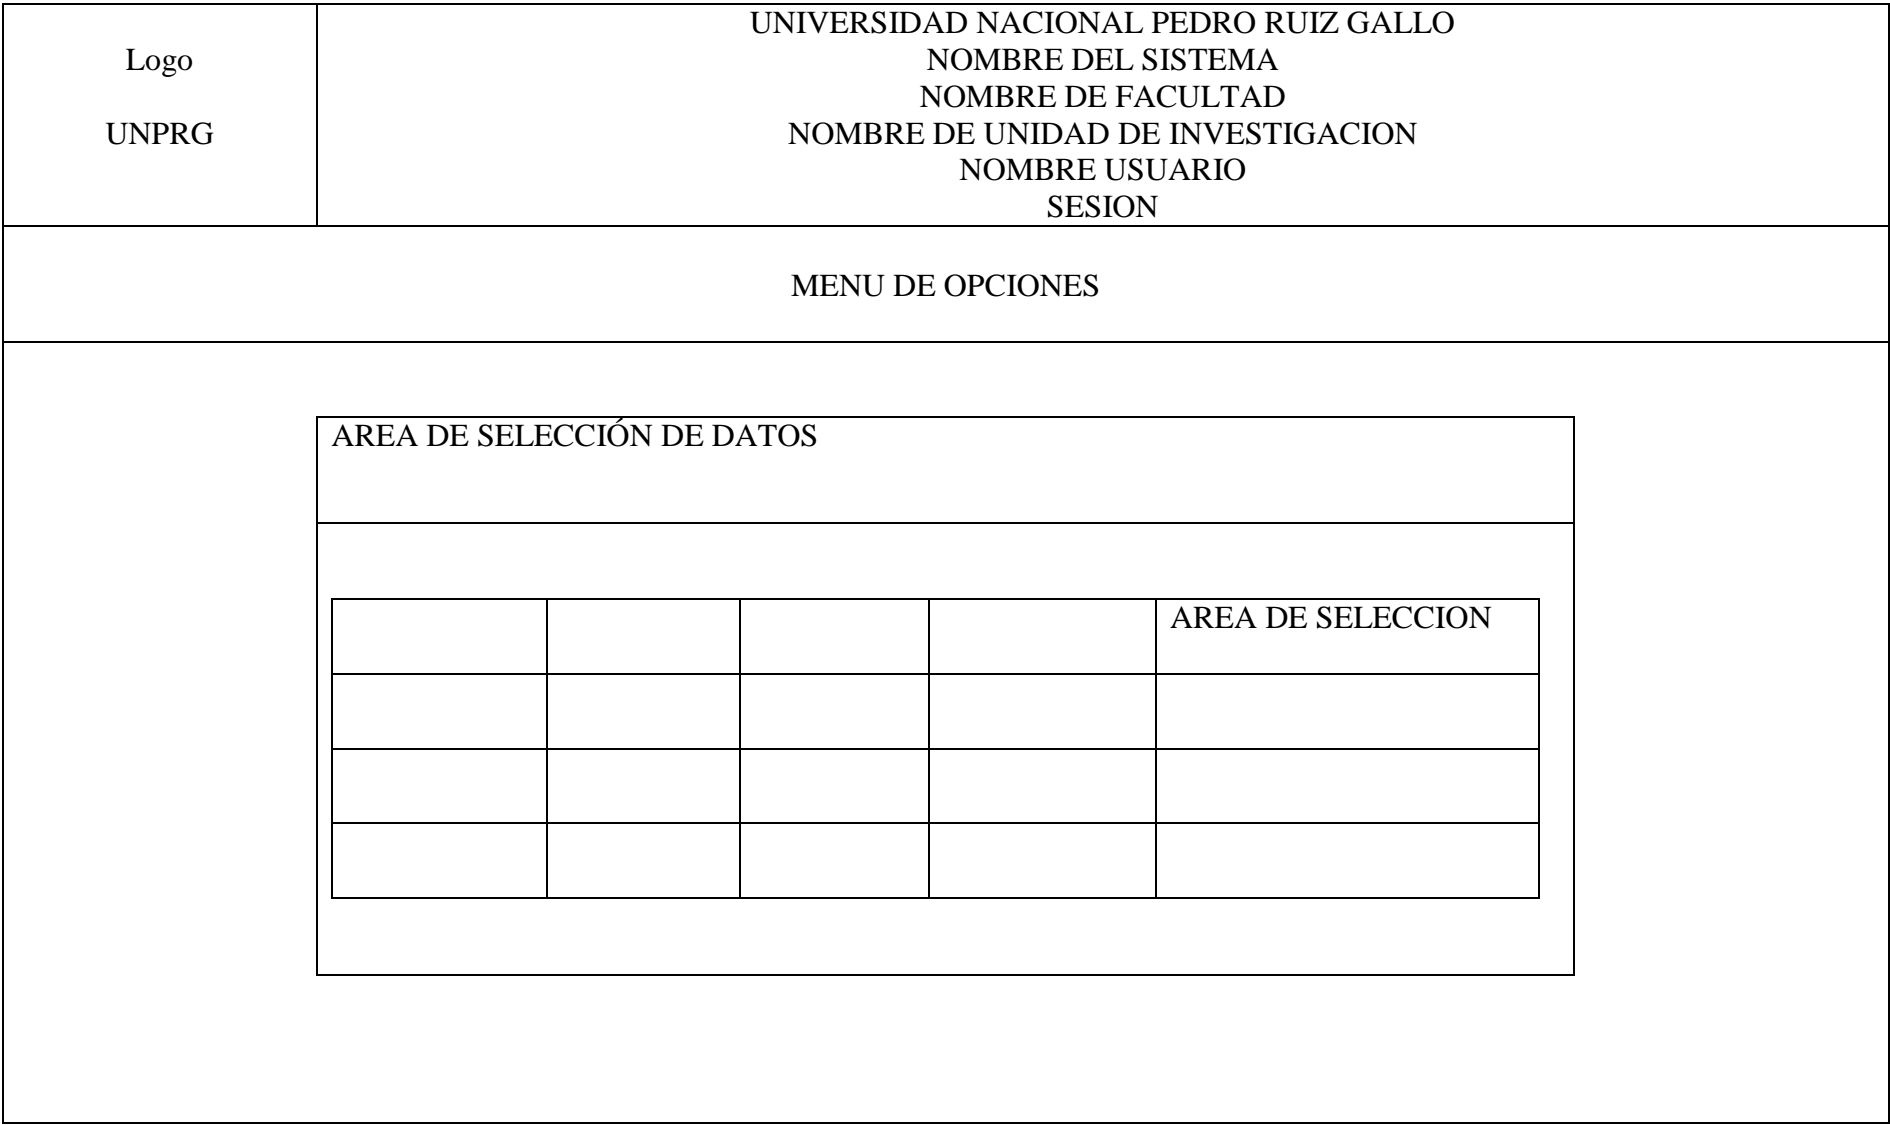 Logo
UNPRG
UNIVERSIDAD NACIONAL PEDRO RUIZ GALLO
NOMBRE DEL SISTEMA
NOMBRE DE FACULTAD
NOMBRE DE UNIDAD DE INVESTIGACION
NOMBRE USUARIO
SESION
MENU DE OPCIONES
AREA DE SELECCIÓN DE DATOS
AREA DE SELECCION